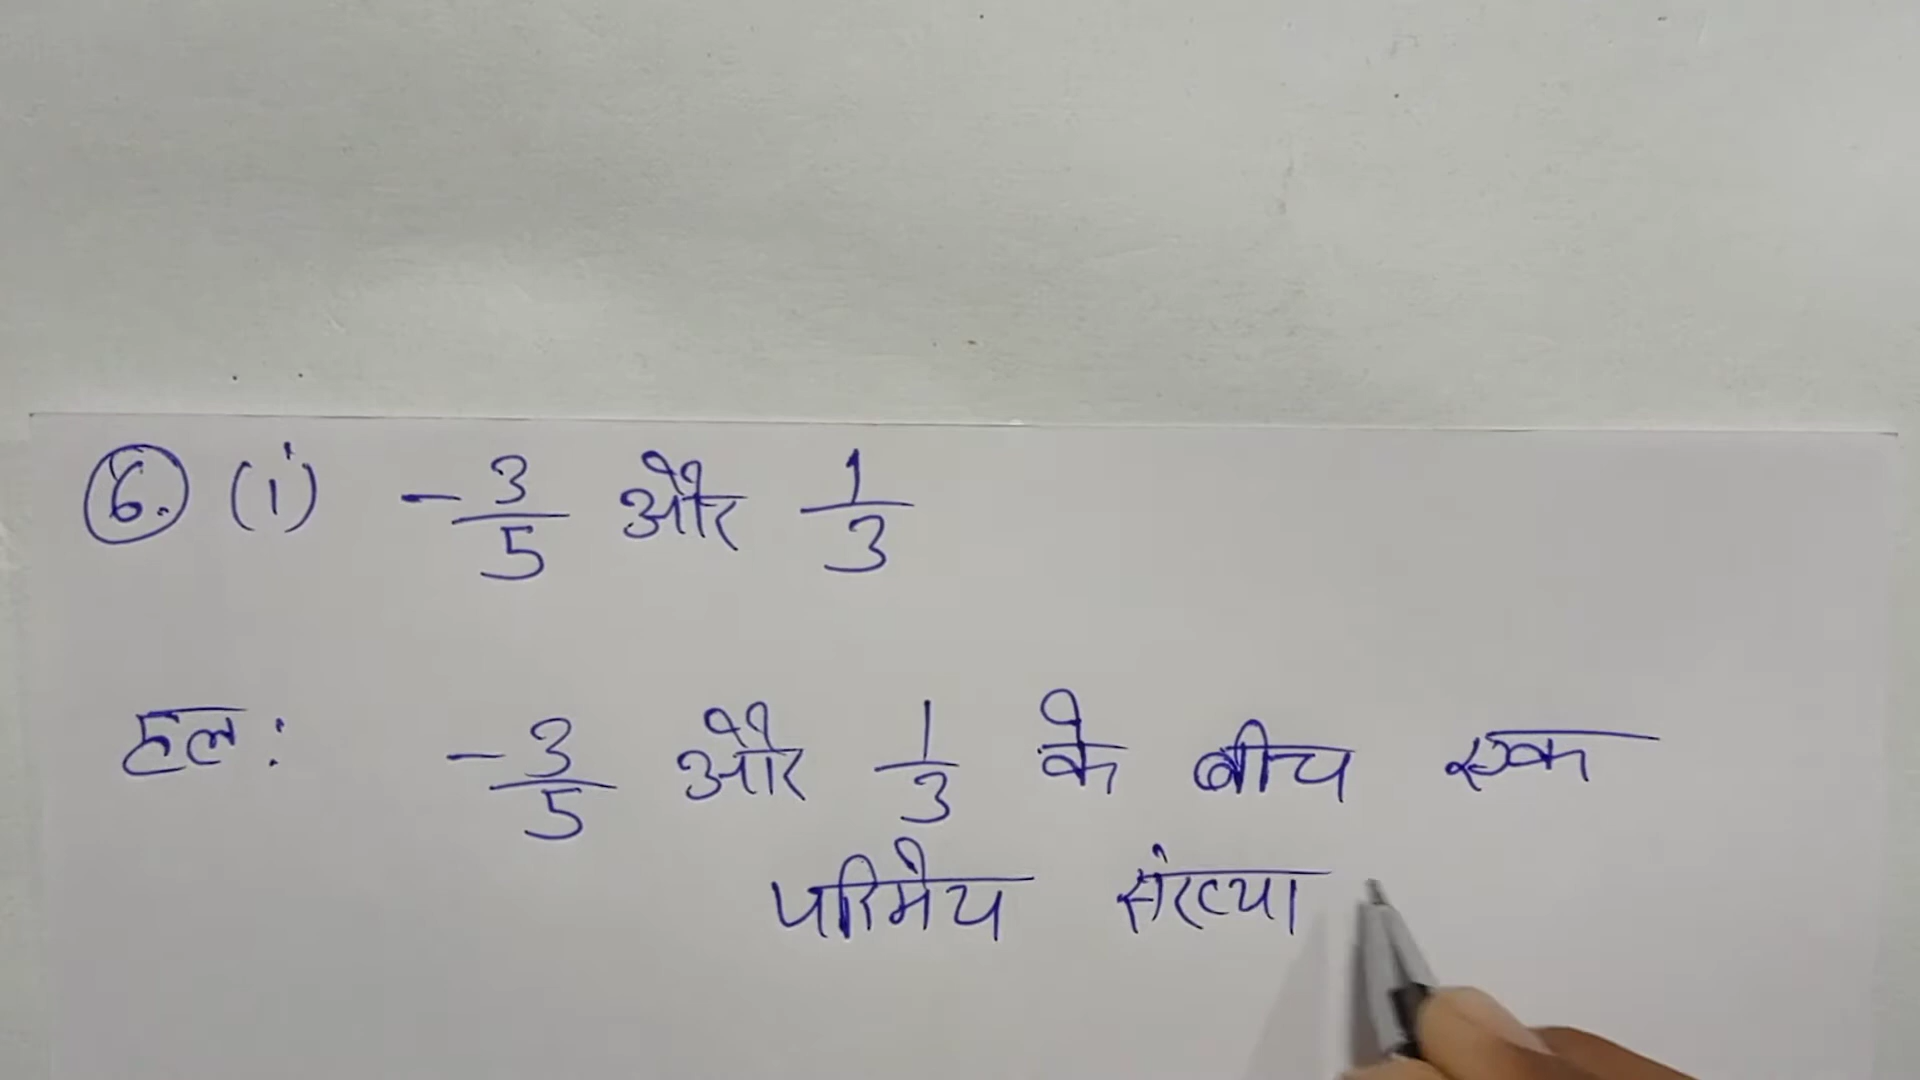 6. (i) -3/5 और 1/3
हल: -3/5 और 1/3 के बीच एक
परिमेय संख्या